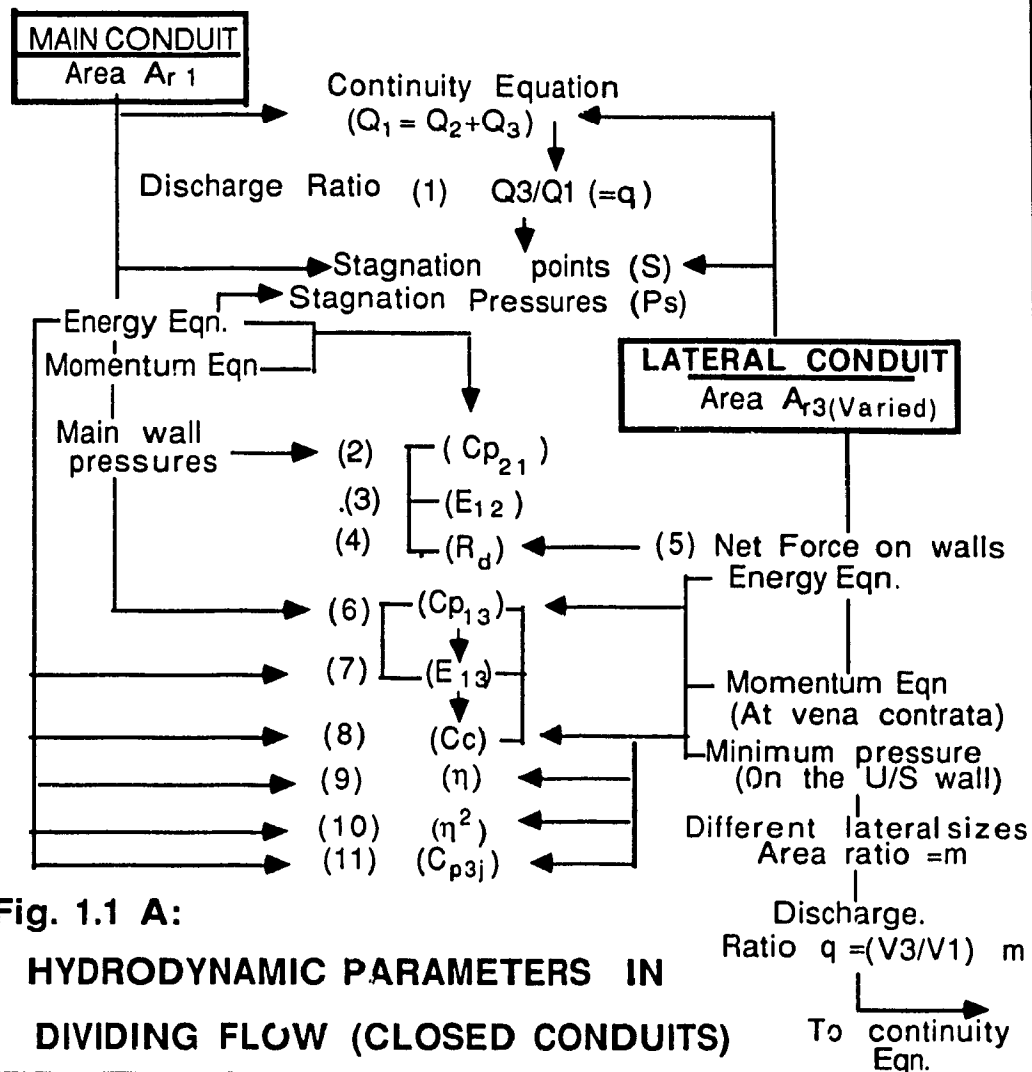 MAIN CONDUIT
Area Ar 1
Continuity Equation
(Q1 = Q2+Q3)
Discharge Ratio (1) Q3/Q1 (=q)
Stagnation points (S)
Stagnation Pressures (Ps)
Energy Eqn.
Momentum Eqn
LATERAL CONDUIT
Area Ar3(Varied)
Main wall
pressures
(2) (Cp21)
.(3) (E12)
(4) (Rd)
(5) Net Force on walls
Energy Eqn.
(6) (Cp13)
(7) (E13)
Momentum Eqn
(At vena contrata)
(8) (Cc)
Minimum pressure
(On the U/S wall)
(9) (η)
(10) (η²)
(11) (Cp3j)
Different lateral sizes
Area ratio =m
Discharge.
Ratio q =(V3/V1) m
To continuity
Eqn.
Fig. 1.1 A:
HYDRODYNAMIC PARAMETERS IN
DIVIDING FLOW (CLOSED CONDUITS)